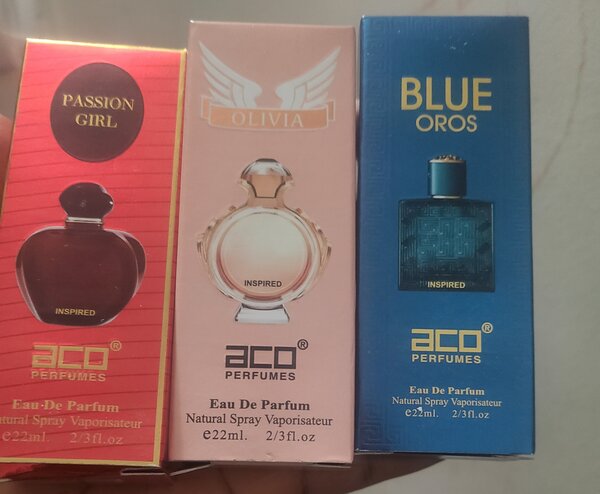 PASSION
GIRL
INSPIRED
aco®
PERFUMES
Eau De Parfum
atural Spray Vaporisateur
e22ml. 2/3fl.oz
OLIVIA
INSPIRED
aco®
PERFUMES
Eau De Parfum
Natural Spray Vaporisateur
e22ml. 2/3fl.oz
BLUE
OROS
INSPIRED
aco®
PERFUMES
Eau De Parfum
Natural Spray Vaporisateur
e22ml. 2/3fl.oz